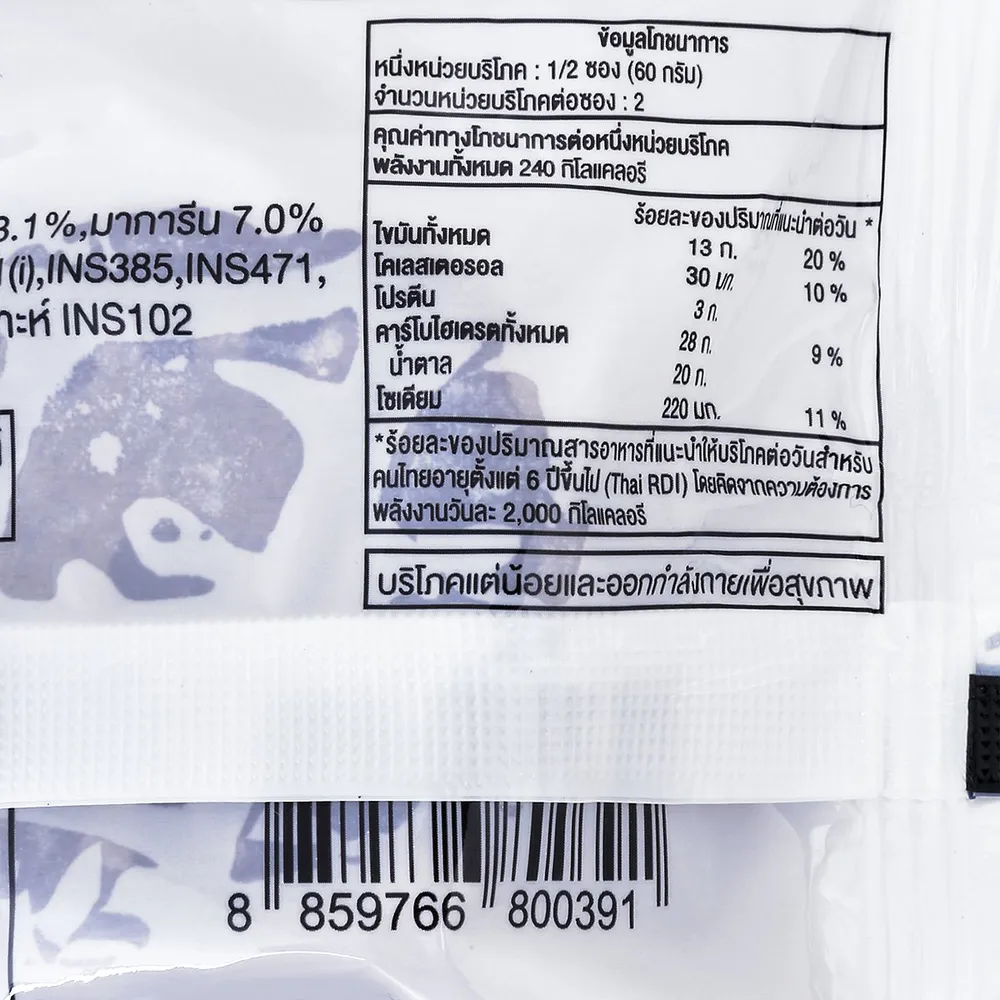 3.1%,มาการีน 7.0%
(i),INS385,INS471,
าะห์ INS102
ข้อมูลโภชนาการ
หนึ่งหน่วยบริโภค : 1/2 ซอง (60 กรัม)
จำนวนหน่วยบริโภคต่อซอง : 2
คุณค่าทางโภชนาการต่อหนึ่งหน่วยบริโภค
พลังงานทั้งหมด 240 กิโลแคลอรี
ร้อยละของปริมาณที่แนะนำต่อวัน *
ไขมันทั้งหมด 13 ก. 20 %
โคเลสเตอรอล 30 มก. 10 %
โปรตีน 3 ก.
คาร์โบไฮเดรตทั้งหมด 28 ก. 9 %
น้ำตาล 20 ก.
โซเดียม 220 มก. 11 %
*ร้อยละของปริมาณสารอาหารที่แนะนำให้บริโภคต่อวันสำหรับ
คนไทยอายุตั้งแต่ 6 ปีขึ้นไป (Thai RDI) โดยคิดจากความต้องการ
พลังงานวันละ 2,000 กิโลแคลอรี
บริโภคแต่น้อยและออกกำลังกายเพื่อสุขภาพ
8 859766 800391